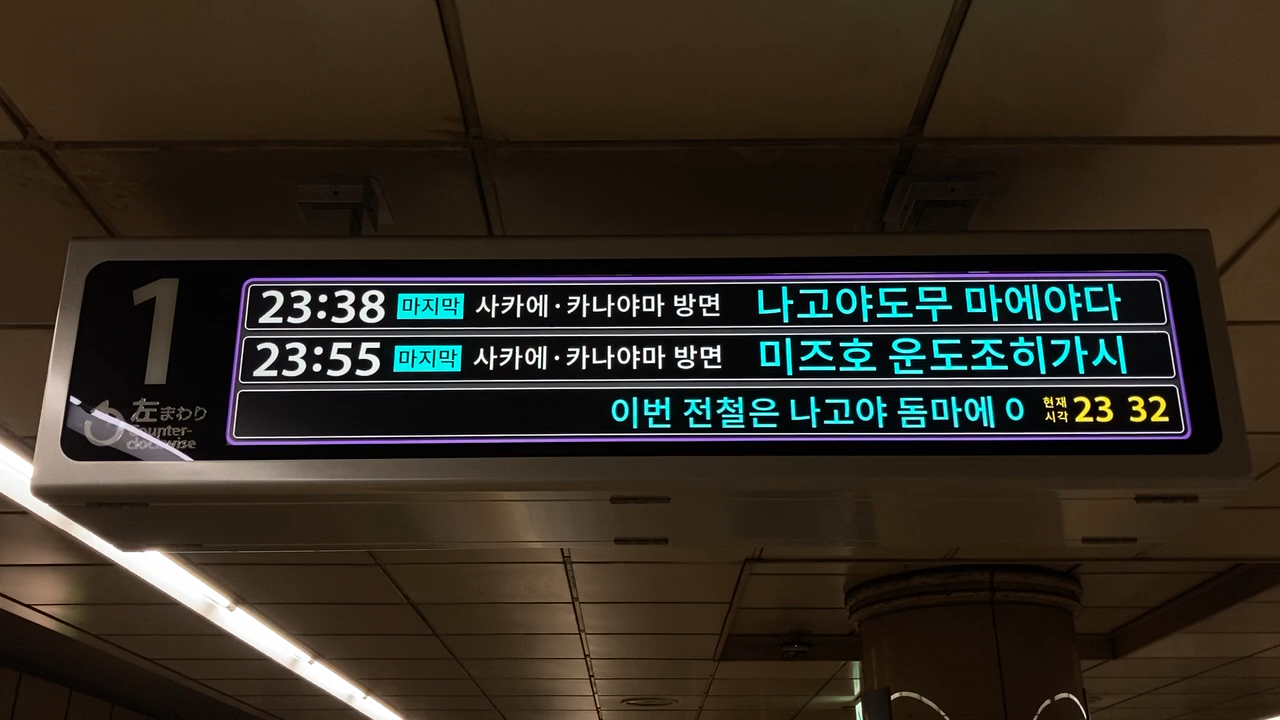 1
左まわり
Counter-
clockwise
23:38 마지막 사카에·카나야마 방면 나고야도무 마에야다
23:55 마지막 사카에·카나야마 방면 미즈호 운도조히가시
이번 전철은 나고야 돔마에 0 현재 시각 23 32